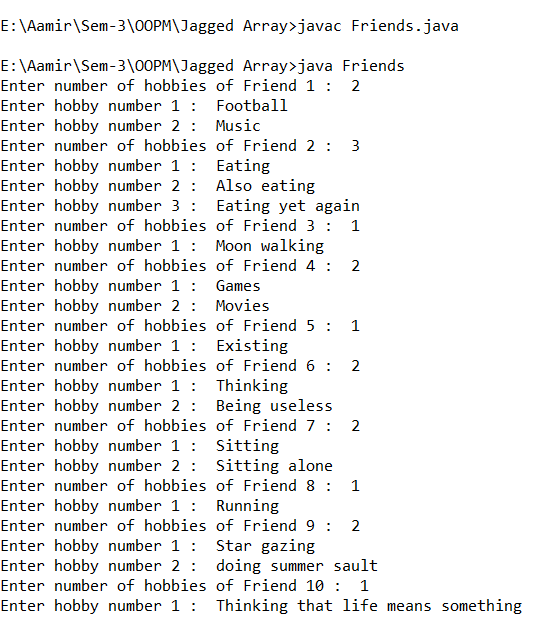 E:\Aamir\Sem-3\OOPM\Jagged Array>javac Friends.java
E:\Aamir\Sem-3\OOPM\Jagged Array>java Friends
Enter number of hobbies of Friend 1 :  2
Enter hobby number 1 :  Football
Enter hobby number 2 :  Music
Enter number of hobbies of Friend 2 :  3
Enter hobby number 1 :  Eating
Enter hobby number 2 :  Also eating
Enter hobby number 3 :  Eating yet again
Enter number of hobbies of Friend 3 :  1
Enter hobby number 1 :  Moon walking
Enter number of hobbies of Friend 4 :  2
Enter hobby number 1 :  Games
Enter hobby number 2 :  Movies
Enter number of hobbies of Friend 5 :  1
Enter hobby number 1 :  Existing
Enter number of hobbies of Friend 6 :  2
Enter hobby number 1 :  Thinking
Enter hobby number 2 :  Being useless
Enter number of hobbies of Friend 7 :  2
Enter hobby number 1 :  Sitting
Enter hobby number 2 :  Sitting alone
Enter number of hobbies of Friend 8 :  1
Enter hobby number 1 :  Running
Enter number of hobbies of Friend 9 :  2
Enter hobby number 1 :  Star gazing
Enter hobby number 2 :  doing summer sault
Enter number of hobbies of Friend 10 :  1
Enter hobby number 1 :  Thinking that life means something